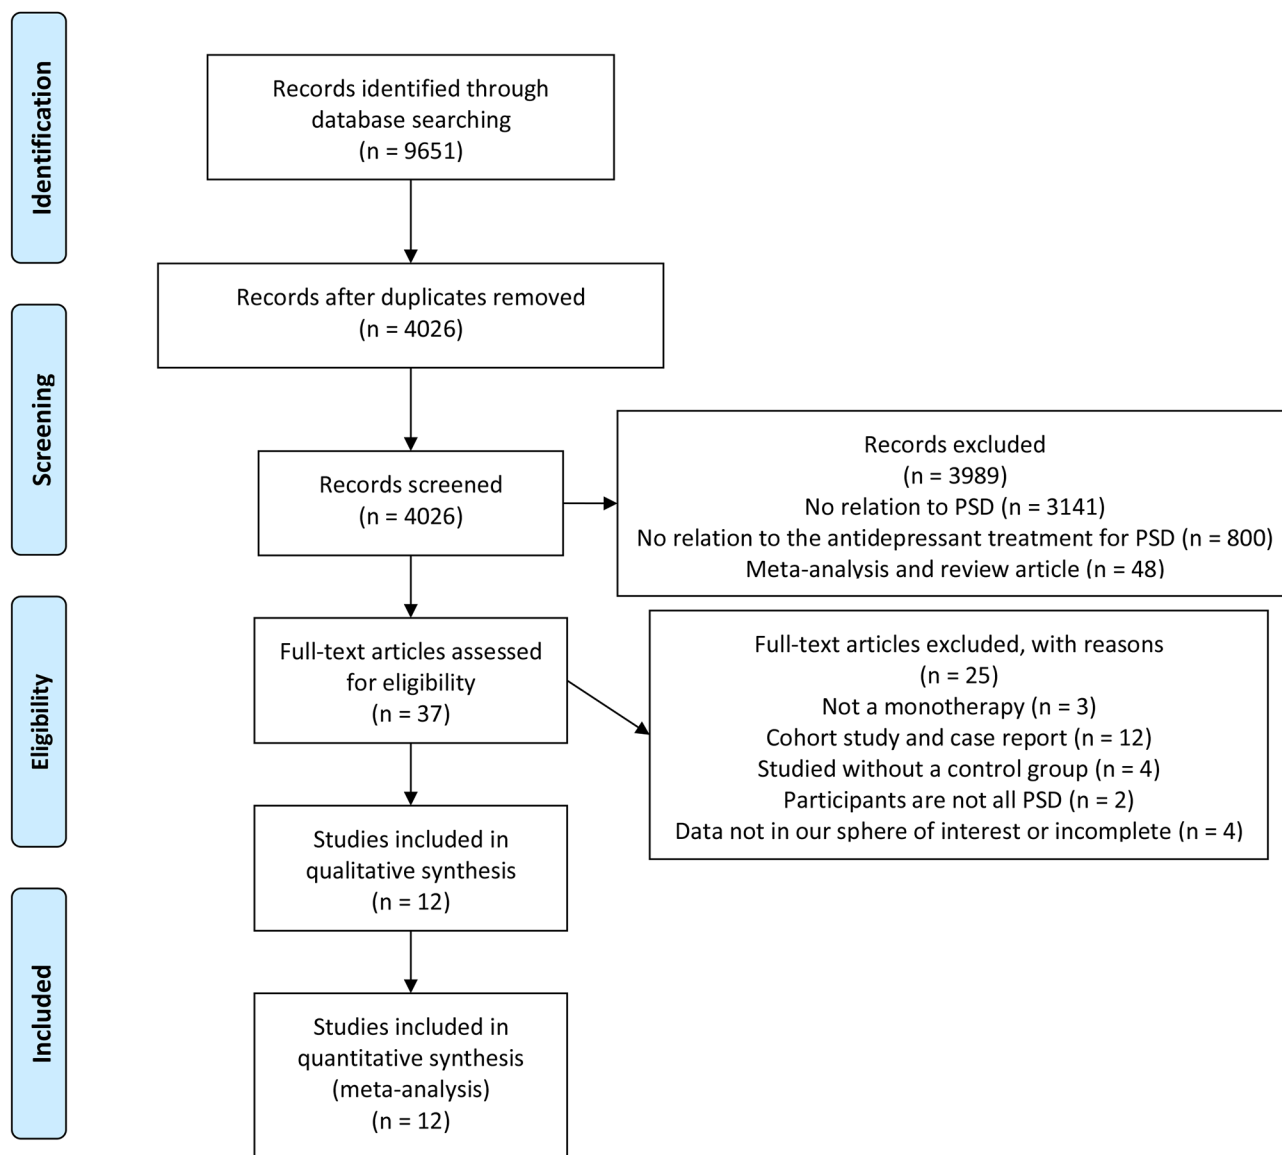 Identification
Records identified through
database searching
(n = 9651)
Records after duplicates removed
(n = 4026)
Screening
Records screened
(n = 4026)
Records excluded
(n = 3989)
No relation to PSD (n = 3141)
No relation to the antidepressant treatment for PSD (n = 800)
Meta-analysis and review article (n = 48)
Eligibility
Full-text articles assessed
for eligibility
(n = 37)
Full-text articles excluded, with reasons
(n = 25)
Not a monotherapy (n = 3)
Cohort study and case report (n = 12)
Studied without a control group (n = 4)
Participants are not all PSD (n = 2)
Data not in our sphere of interest or incomplete (n = 4)
Studies included in
qualitative synthesis
(n = 12)
Included
Studies included in
quantitative synthesis
(meta-analysis)
(n = 12)